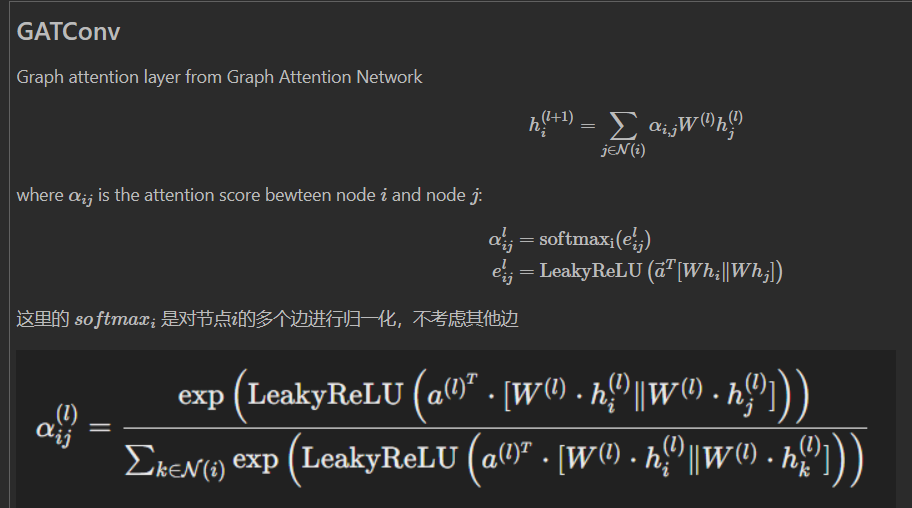 GATConv
Graph attention layer from Graph Attention Network
$h_i^{(l+1)} = \sum_{j \in \mathcal{N}(i)} \alpha_{i,j} W^{(l)} h_j^{(l)}$
where $\alpha_{ij}$ is the attention score bewteen node $i$ and node $j$:
$\alpha_{ij}^{l} = \mathrm{softmax_i}(e_{ij}^{l})$
$e_{ij}^{l} = \mathrm{LeakyReLU}\left(\vec{a}^T [W h_i \| W h_j]\right)$
这里的 $softmax_i$ 是对节点$i$的多个边进行归一化，不考虑其他边
$\alpha_{ij}^{(l)} = \frac{\exp\left(\mathrm{LeakyReLU}\left(a^{(l)^T} \cdot [W^{(l)} \cdot h_i^{(l)} \| W^{(l)} \cdot h_j^{(l)}]\right)\right)}{\sum_{k \in \mathcal{N}(i)} \exp\left(\mathrm{LeakyReLU}\left(a^{(l)^T} \cdot [W^{(l)} \cdot h_i^{(l)} \| W^{(l)} \cdot h_k^{(l)}]\right)\right)}$